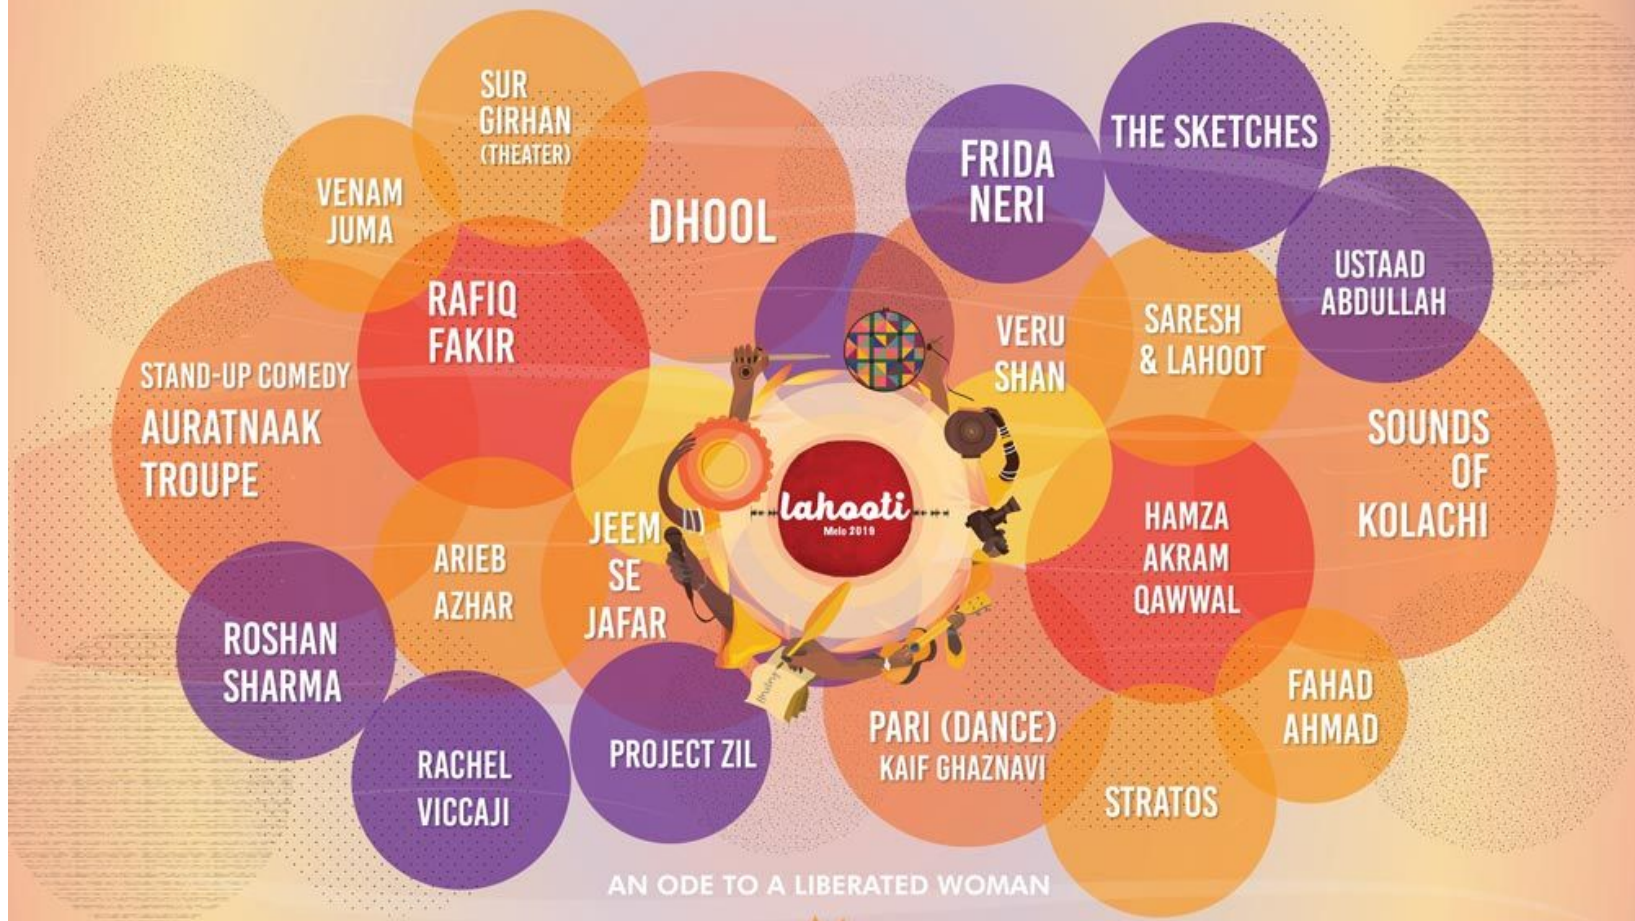 SUR
GIRHAN
(THEATER)
VENAM
JUMA
DHOOL
FRIDA
NERI
THE SKETCHES
USTAAD
ABDULLAH
RAFIQ
FAKIR
VERU
SHAN
SARESH
& LAHOOT
STAND-UP COMEDY
AURATNAAK
TROUPE
SOUNDS
OF
KOLACHI
lahooti
Melo 2019
JEEM
SE
JAFAR
ARIEB
AZHAR
HAMZA
AKRAM
QAWWAL
ROSHAN
SHARMA
FAHAD
AHMAD
RACHEL
VICCAJI
PROJECT ZIL
PARI (DANCE)
KAIF GHAZNAVI
STRATOS
AN ODE TO A LIBERATED WOMAN